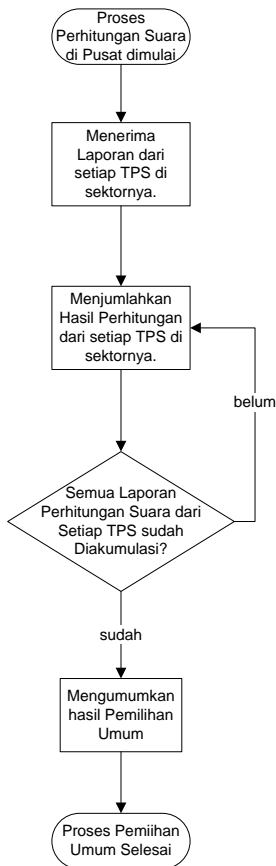 Proses
Perhitungan Suara
di Pusat dimulai
Menerima
Laporan dari
setiap TPS di
sektornya.
Menjumlahkan
Hasil Perhitungan
dari setiap TPS di
sektornya.
belum
Semua Laporan
Perhitungan Suara dari
Setiap TPS sudah
Diakumulasi?
sudah
Mengumumkan
hasil Pemilihan
Umum
Proses Pemiihan
Umum Selesai